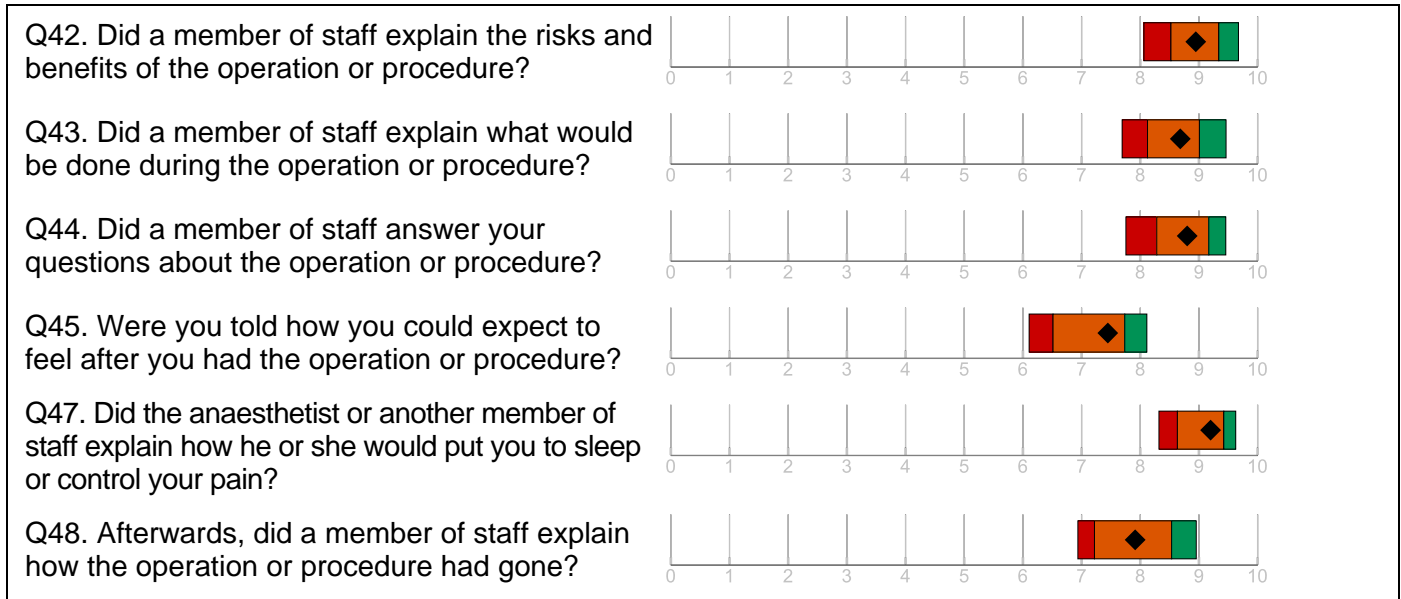 Q42. Did a member of staff explain the risks and
benefits of the operation or procedure?
0 1 2 3 4 5 6 7 8 9 10
Q43. Did a member of staff explain what would
be done during the operation or procedure?
0 1 2 3 4 5 6 7 8 9 10
Q44. Did a member of staff answer your
questions about the operation or procedure?
0 1 2 3 4 5 6 7 8 9 10
Q45. Were you told how you could expect to
feel after you had the operation or procedure?
0 1 2 3 4 5 6 7 8 9 10
Q47. Did the anaesthetist or another member of
staff explain how he or she would put you to sleep
or control your pain?
0 1 2 3 4 5 6 7 8 9 10
Q48. Afterwards, did a member of staff explain
how the operation or procedure had gone?
0 1 2 3 4 5 6 7 8 9 10